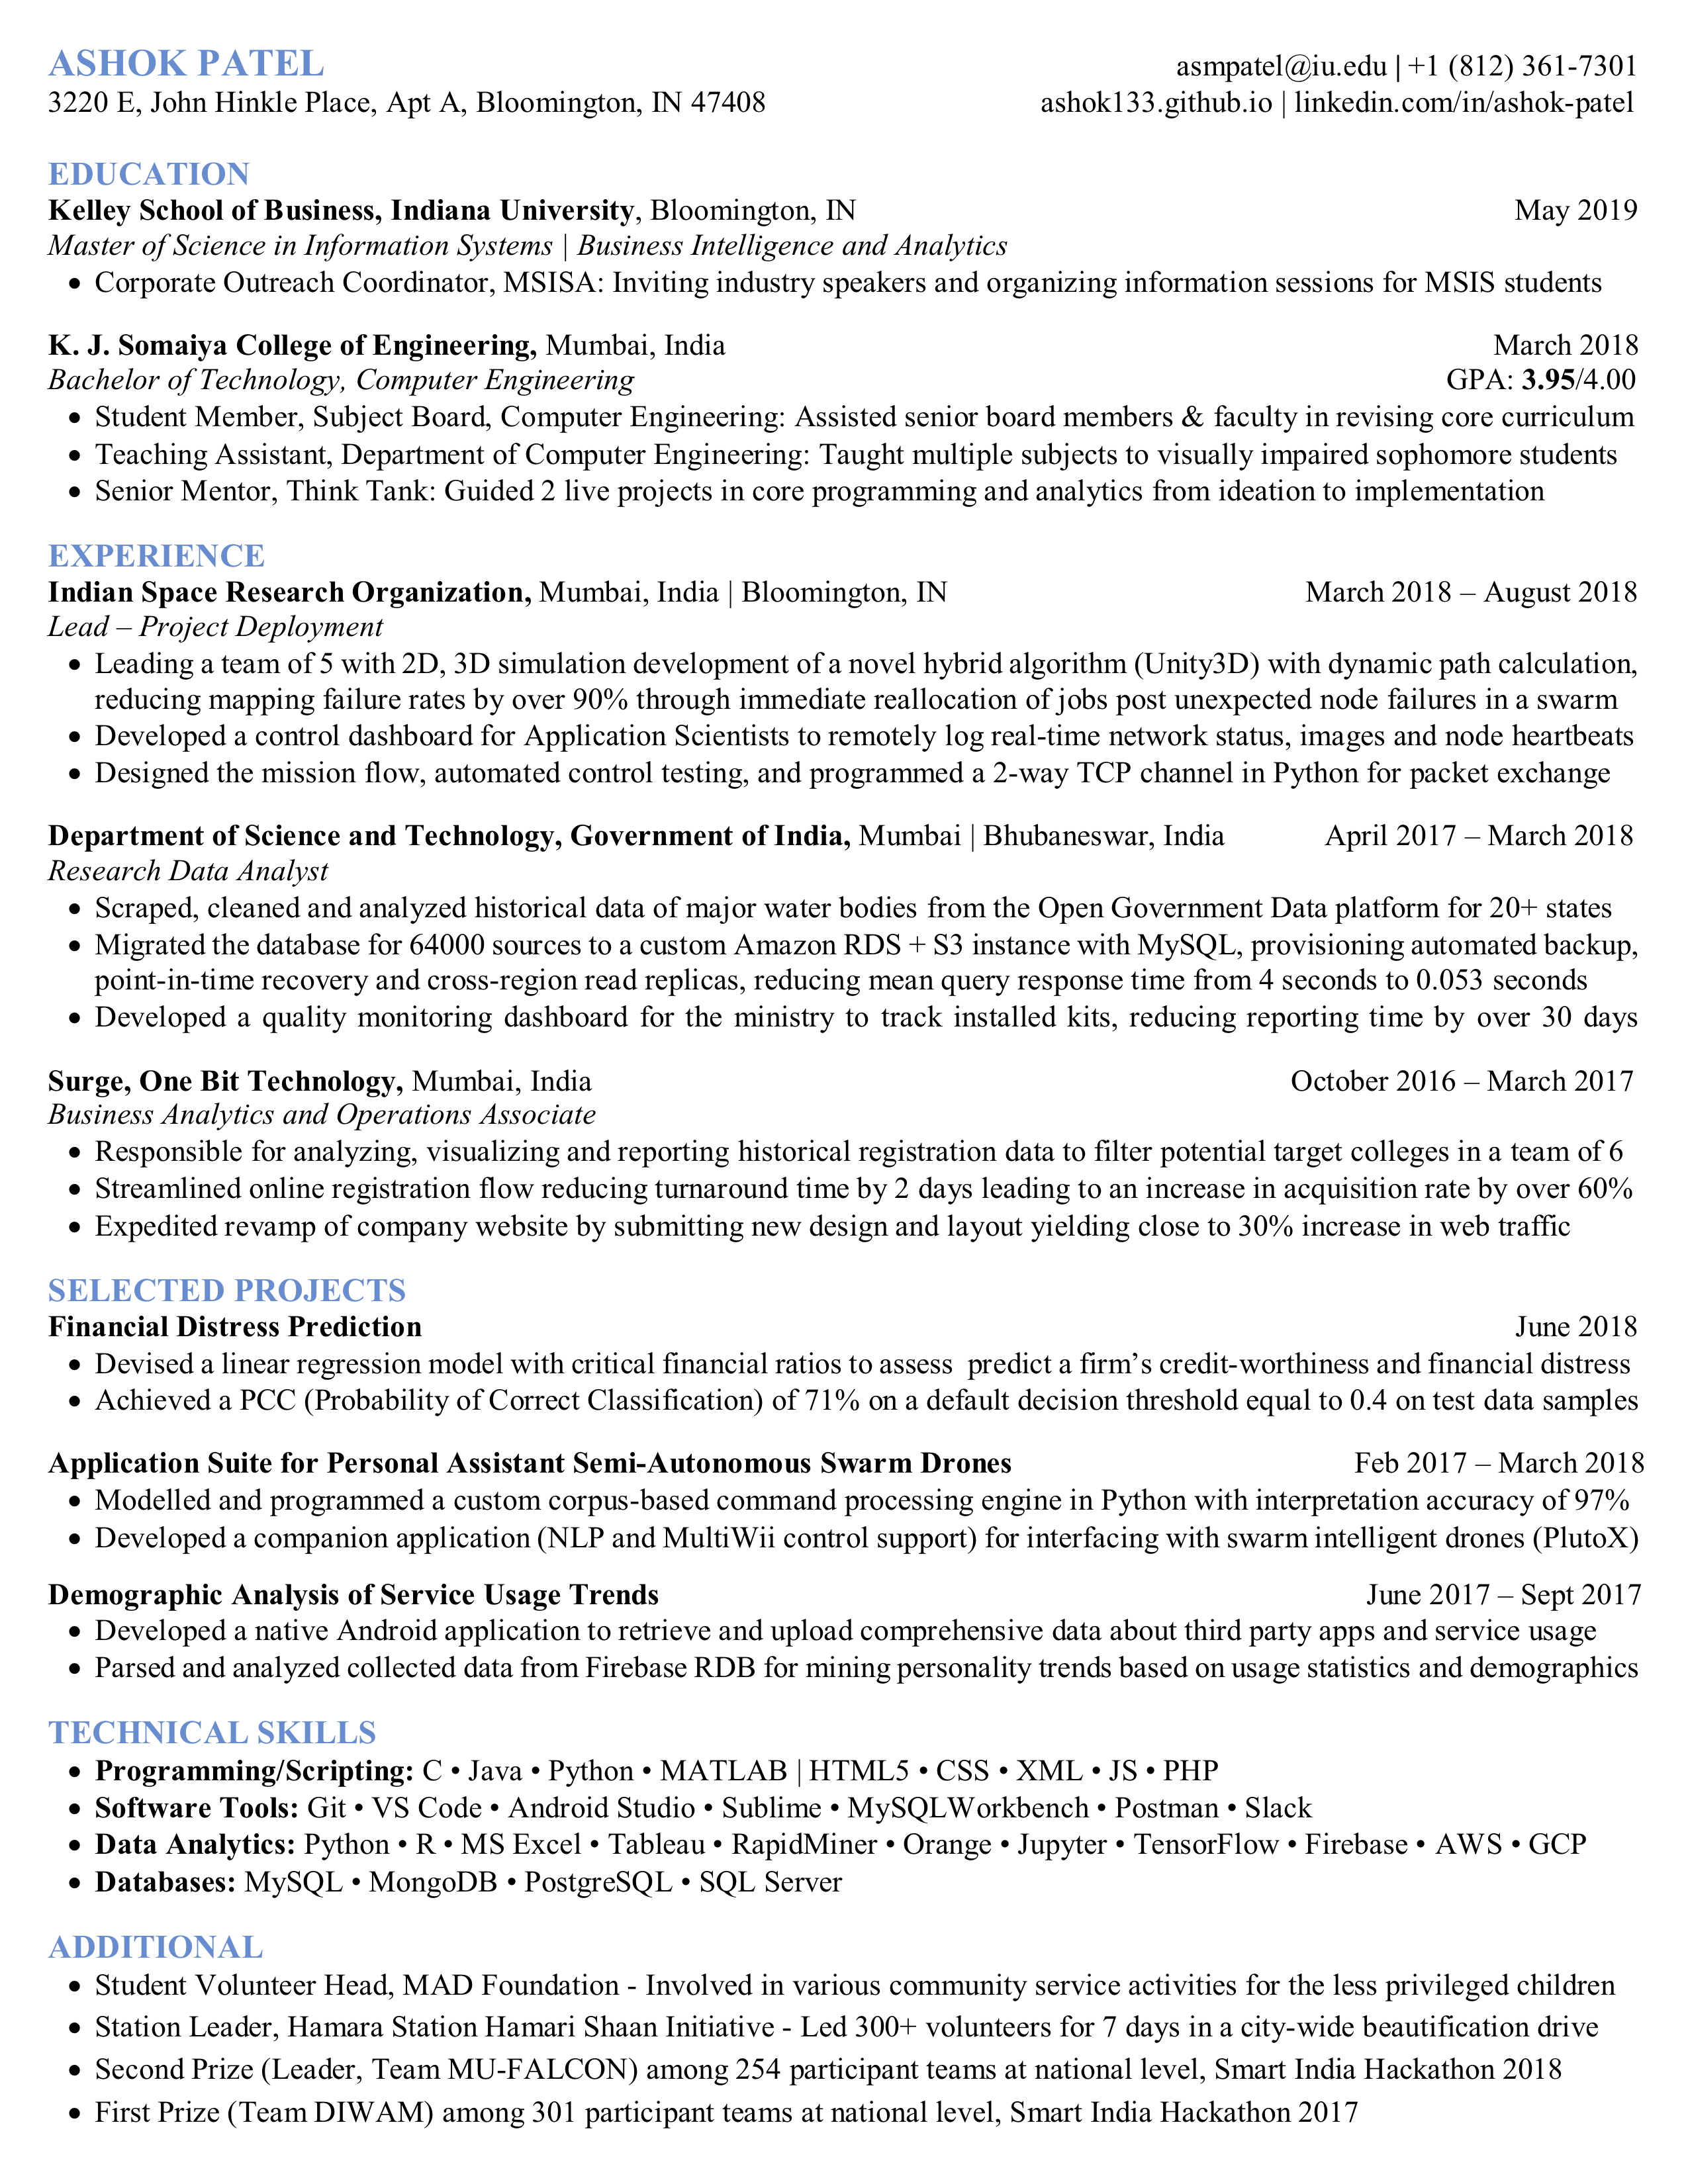 ASHOK PATEL asmpatel@iu.edu | +1 (812) 361-7301
3220 E, John Hinkle Place, Apt A, Bloomington, IN 47408 ashok133.github.io | linkedin.com/in/ashok-patel
EDUCATION
Kelley School of Business, Indiana University, Bloomington, IN May 2019
Master of Science in Information Systems | Business Intelligence and Analytics
• Corporate Outreach Coordinator, MSISA: Inviting industry speakers and organizing information sessions for MSIS students
K. J. Somaiya College of Engineering, Mumbai, India March 2018
Bachelor of Technology, Computer Engineering GPA: 3.95/4.00
• Student Member, Subject Board, Computer Engineering: Assisted senior board members & faculty in revising core curriculum
• Teaching Assistant, Department of Computer Engineering: Taught multiple subjects to visually impaired sophomore students
• Senior Mentor, Think Tank: Guided 2 live projects in core programming and analytics from ideation to implementation
EXPERIENCE
Indian Space Research Organization, Mumbai, India | Bloomington, IN March 2018 – August 2018
Lead – Project Deployment
• Leading a team of 5 with 2D, 3D simulation development of a novel hybrid algorithm (Unity3D) with dynamic path calculation,
reducing mapping failure rates by over 90% through immediate reallocation of jobs post unexpected node failures in a swarm
• Developed a control dashboard for Application Scientists to remotely log real-time network status, images and node heartbeats
• Designed the mission flow, automated control testing, and programmed a 2-way TCP channel in Python for packet exchange
Department of Science and Technology, Government of India, Mumbai | Bhubaneswar, India April 2017 – March 2018
Research Data Analyst
• Scraped, cleaned and analyzed historical data of major water bodies from the Open Government Data platform for 20+ states
• Migrated the database for 64000 sources to a custom Amazon RDS + S3 instance with MySQL, provisioning automated backup,
point-in-time recovery and cross-region read replicas, reducing mean query response time from 4 seconds to 0.053 seconds
• Developed a quality monitoring dashboard for the ministry to track installed kits, reducing reporting time by over 30 days
Surge, One Bit Technology, Mumbai, India October 2016 – March 2017
Business Analytics and Operations Associate
• Responsible for analyzing, visualizing and reporting historical registration data to filter potential target colleges in a team of 6
• Streamlined online registration flow reducing turnaround time by 2 days leading to an increase in acquisition rate by over 60%
• Expedited revamp of company website by submitting new design and layout yielding close to 30% increase in web traffic
SELECTED PROJECTS
Financial Distress Prediction June 2018
• Devised a linear regression model with critical financial ratios to assess  predict a firm’s credit-worthiness and financial distress
• Achieved a PCC (Probability of Correct Classification) of 71% on a default decision threshold equal to 0.4 on test data samples
Application Suite for Personal Assistant Semi-Autonomous Swarm Drones Feb 2017 – March 2018
• Modelled and programmed a custom corpus-based command processing engine in Python with interpretation accuracy of 97%
• Developed a companion application (NLP and MultiWii control support) for interfacing with swarm intelligent drones (PlutoX)
Demographic Analysis of Service Usage Trends June 2017 – Sept 2017
• Developed a native Android application to retrieve and upload comprehensive data about third party apps and service usage
• Parsed and analyzed collected data from Firebase RDB for mining personality trends based on usage statistics and demographics
TECHNICAL SKILLS
• Programming/Scripting: C • Java • Python • MATLAB | HTML5 • CSS • XML • JS • PHP
• Software Tools: Git • VS Code • Android Studio • Sublime • MySQLWorkbench • Postman • Slack
• Data Analytics: Python • R • MS Excel • Tableau • RapidMiner • Orange • Jupyter • TensorFlow • Firebase • AWS • GCP
• Databases: MySQL • MongoDB • PostgreSQL • SQL Server
ADDITIONAL
• Student Volunteer Head, MAD Foundation - Involved in various community service activities for the less privileged children
• Station Leader, Hamara Station Hamari Shaan Initiative - Led 300+ volunteers for 7 days in a city-wide beautification drive
• Second Prize (Leader, Team MU-FALCON) among 254 participant teams at national level, Smart India Hackathon 2018
• First Prize (Team DIWAM) among 301 participant teams at national level, Smart India Hackathon 2017